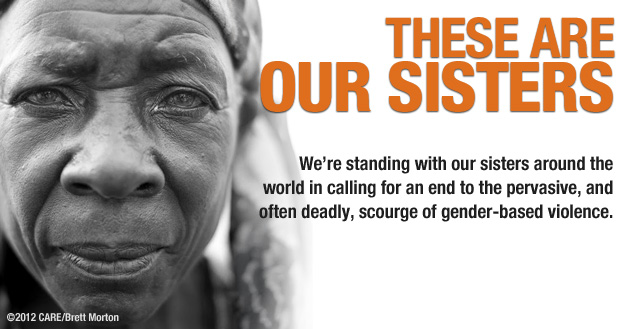 THESE ARE
OUR SISTERS
We’re standing with our sisters around the
world in calling for an end to the pervasive, and
often deadly, scourge of gender-based violence.
©2012 CARE/Brett Morton